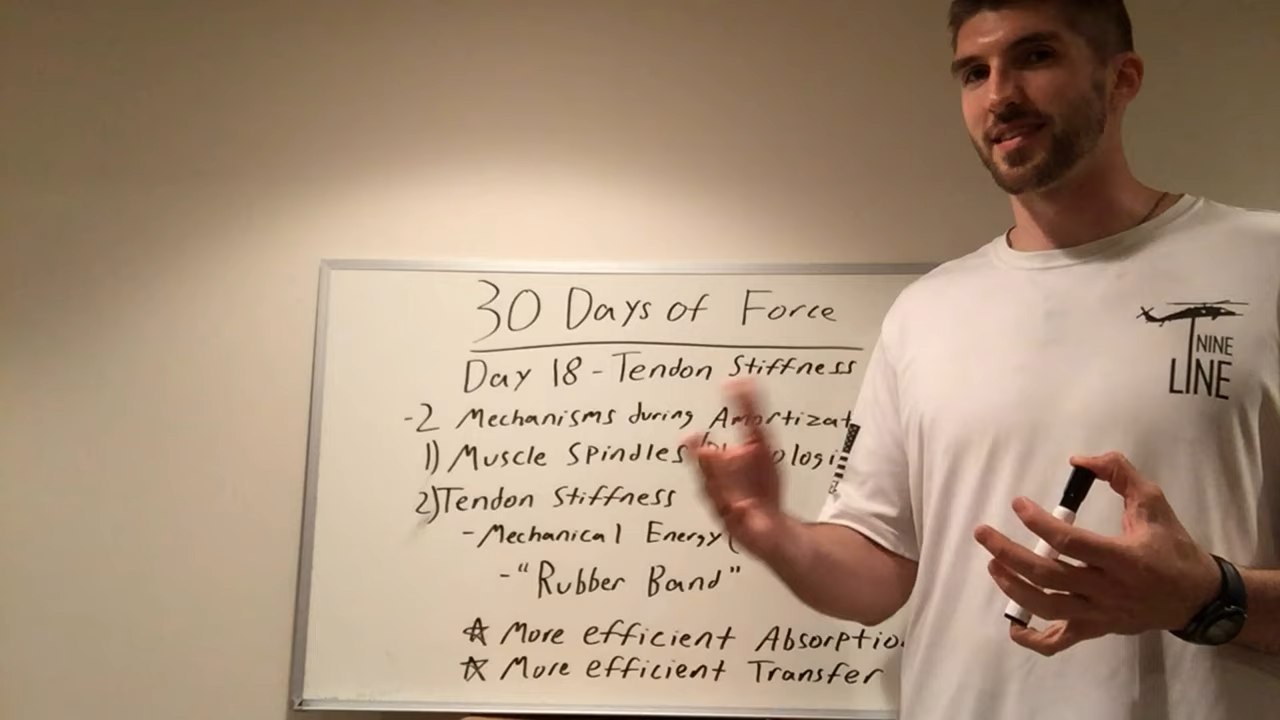 30 Days of Force
Day 18 - Tendon Stiffness
-2 Mechanisms during
1) Muscle Spindles
2) Tendon Stiffness
- Mechanical Energy
- "Rubber Band"
☆ More efficient
☆ More efficient Transfer
NINE
LINE